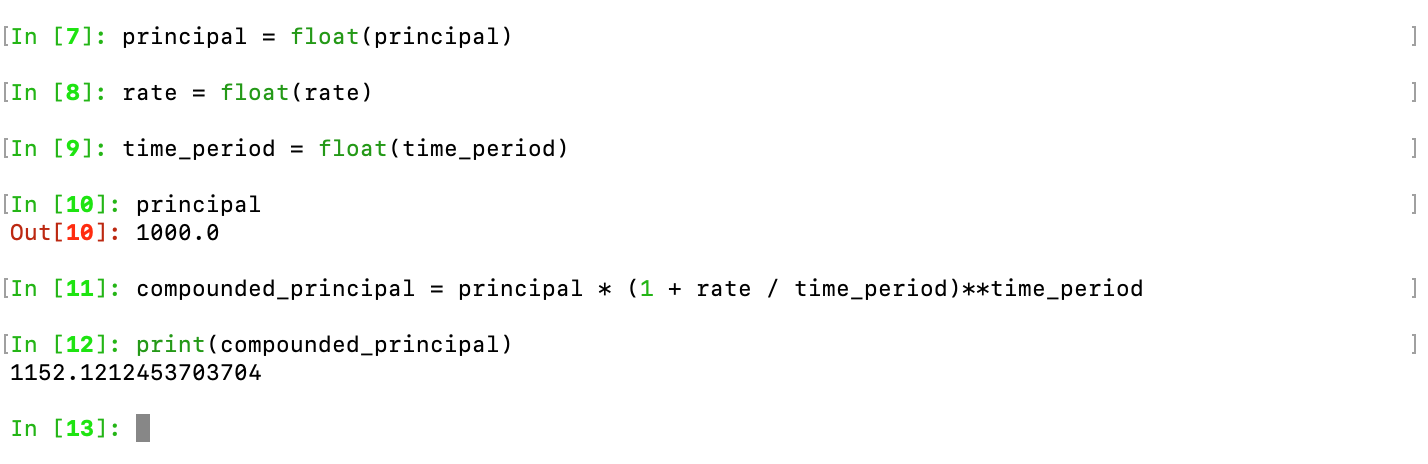 [In [7]: principal = float(principal) ]
[In [8]: rate = float(rate) ]
[In [9]: time_period = float(time_period) ]
[In [10]: principal ]
Out[10]: 1000.0
[In [11]: compounded_principal = principal * (1 + rate / time_period)**time_period ]
[In [12]: print(compounded_principal) ]
1152.1212453703704
In [13]: